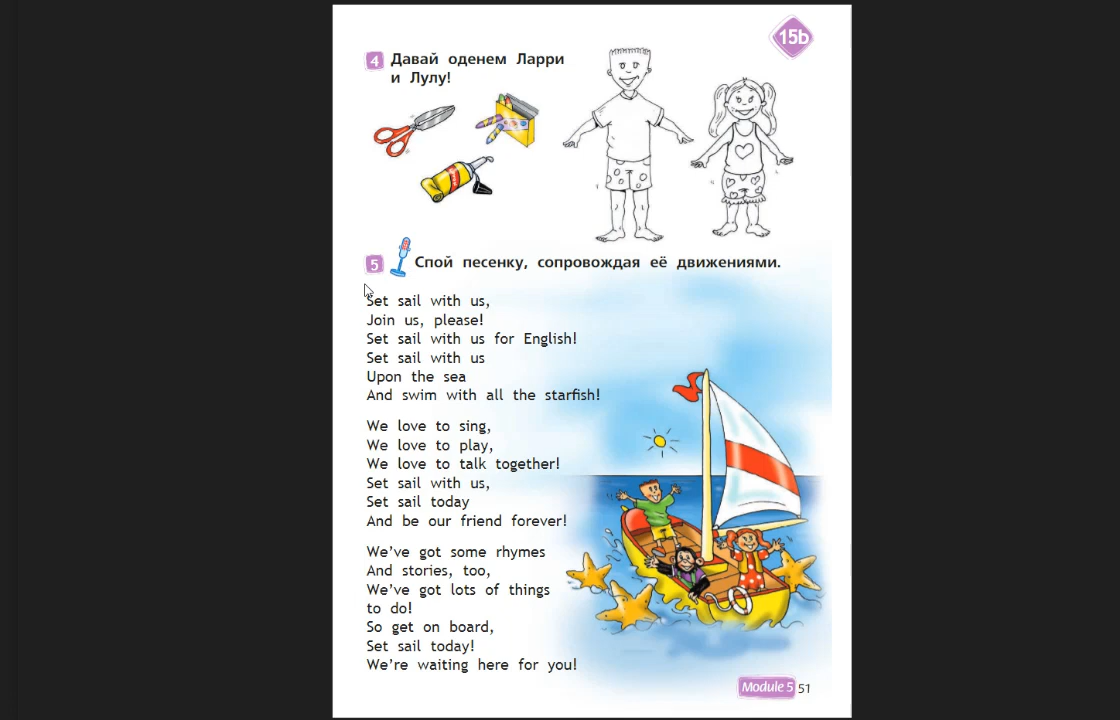 15b
4 Давай оденем Ларри
и Лулу!
5 Спой песенку, сопровождая её движениями.
Set sail with us,
Join us, please!
Set sail with us for English!
Set sail with us
Upon the sea
And swim with all the starfish!
We love to sing,
We love to play,
We love to talk together!
Set sail with us,
Set sail today
And be our friend forever!
We've got some rhymes
And stories, too,
We've got lots of things
to do!
So get on board,
Set sail today!
We're waiting here for you!
Module 5 51